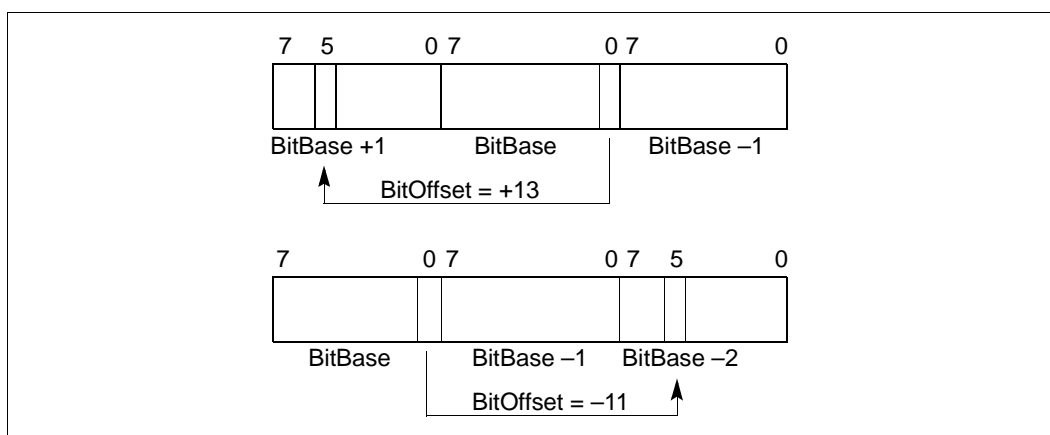 7 5 0 7 0 7 0
BitBase +1 BitBase BitBase –1
BitOffset = +13
7 0 7 0 7 5 0
BitBase BitBase –1 BitBase –2
BitOffset = –11